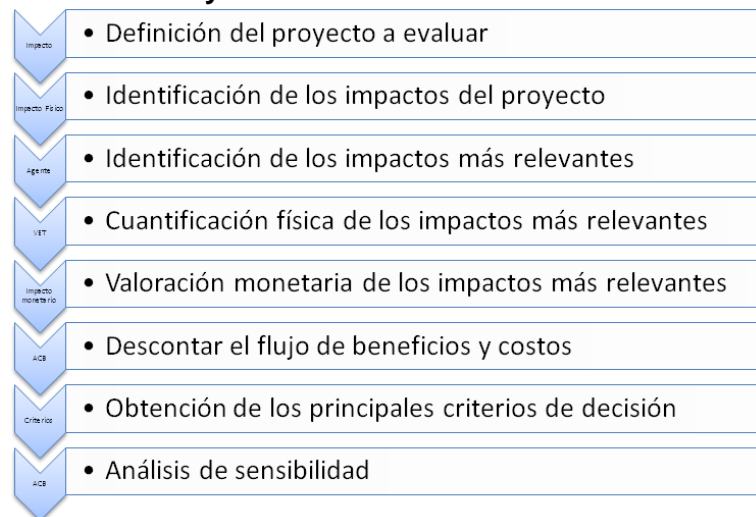 Impacto
• Definición del proyecto a evaluar
Impacto Físico
• Identificación de los impactos del proyecto
Agente
• Identificación de los impactos más relevantes
VET
• Cuantificación física de los impactos más relevantes
Impacto
monetario
• Valoración monetaria de los impactos más relevantes
ACB
• Descontar el flujo de beneficios y costos
Criterios
• Obtención de los principales criterios de decisión
ACB
• Análisis de sensibilidad